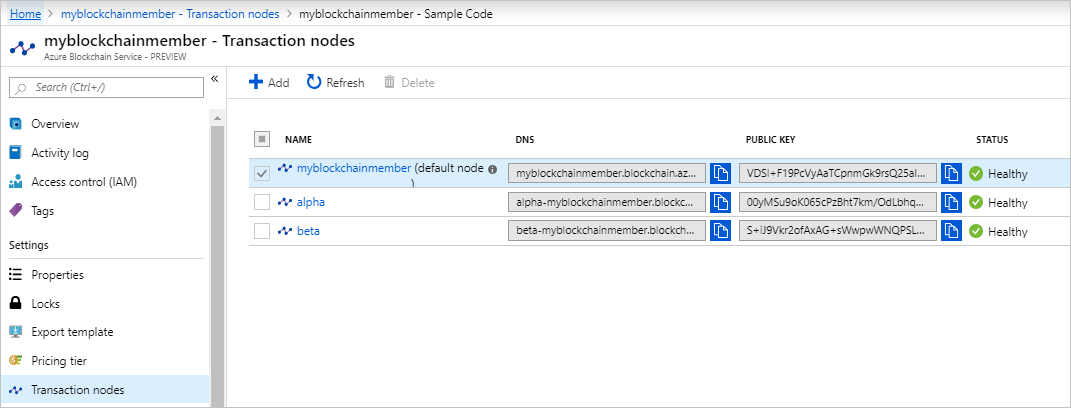 Home > myblockchainmember - Transaction nodes > myblockchainmember - Sample Code
myblockchainmember - Transaction nodes
Azure Blockchain Service - PREVIEW
Search (Ctrl+/)
«
Overview
Activity log
Access control (IAM)
Tags
Settings
Properties
Locks
Export template
Pricing tier
Transaction nodes
Add Refresh Delete
NAME DNS PUBLIC KEY STATUS
myblockchainmember (default node
) myblockchainmember.blockchain.az... VDSI+F19PcVyAaTCpnmGk9rsQ25aI... Healthy
alpha alpha-myblockchainmember.blockc... 00yMSu9oK065cPzBht7km/OdLbhq... Healthy
beta beta-myblockchainmember.blockch... S+iJ9Vkr2ofAxAG+sWwpwWNQPSL... Healthy